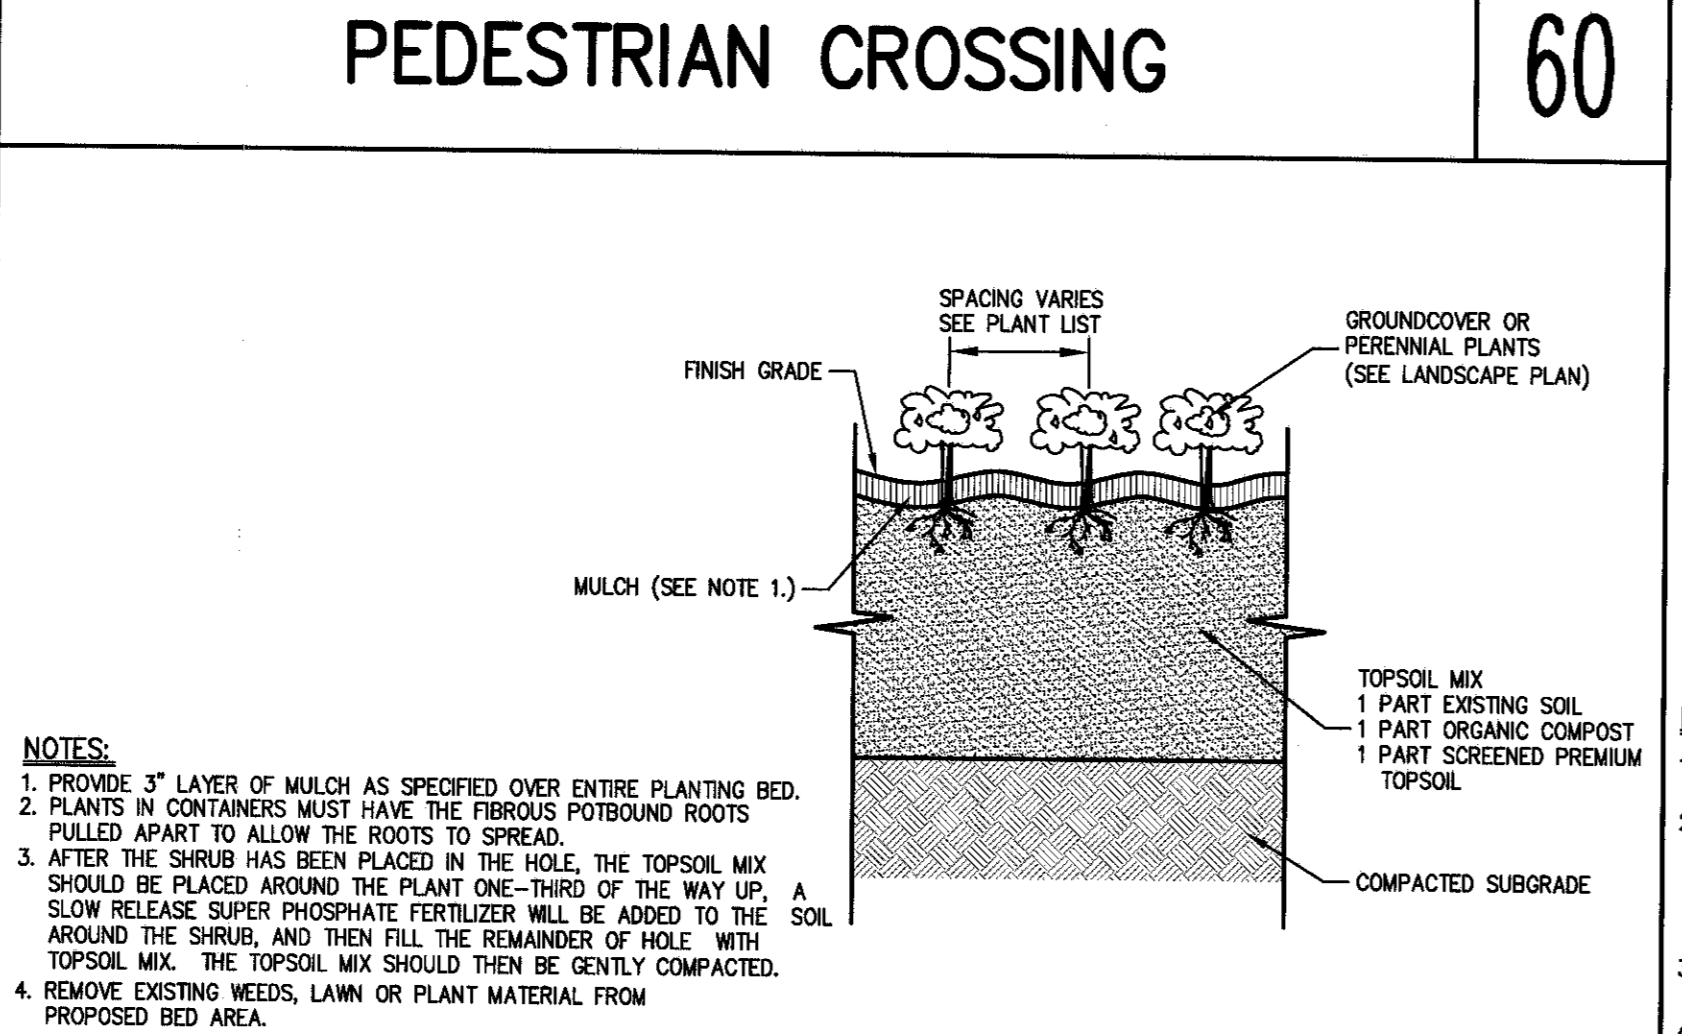 PEDESTRIAN CROSSING
60
SPACING VARIES
SEE PLANT LIST
GROUNDCOVER OR
PERENNIAL PLANTS
(SEE LANDSCAPE PLAN)
FINISH GRADE
MULCH (SEE NOTE 1.)
TOPSOIL MIX
1 PART EXISTING SOIL
1 PART ORGANIC COMPOST
1 PART SCREENED PREMIUM
TOPSOIL
COMPACTED SUBGRADE
NOTES:
1. PROVIDE 3" LAYER OF MULCH AS SPECIFIED OVER ENTIRE PLANTING BED.
2. PLANTS IN CONTAINERS MUST HAVE THE FIBROUS POTBOUND ROOTS
PULLED APART TO ALLOW THE ROOTS TO SPREAD.
3. AFTER THE SHRUB HAS BEEN PLACED IN THE HOLE, THE TOPSOIL MIX
SHOULD BE PLACED AROUND THE PLANT ONE-THIRD OF THE WAY UP, A
SLOW RELEASE SUPER PHOSPHATE FERTILIZER WILL BE ADDED TO THE SOIL
AROUND THE SHRUB, AND THEN FILL THE REMAINDER OF HOLE WITH
TOPSOIL MIX. THE TOPSOIL MIX SHOULD THEN BE GENTLY COMPACTED.
4. REMOVE EXISTING WEEDS, LAWN OR PLANT MATERIAL FROM
PROPOSED BED AREA.